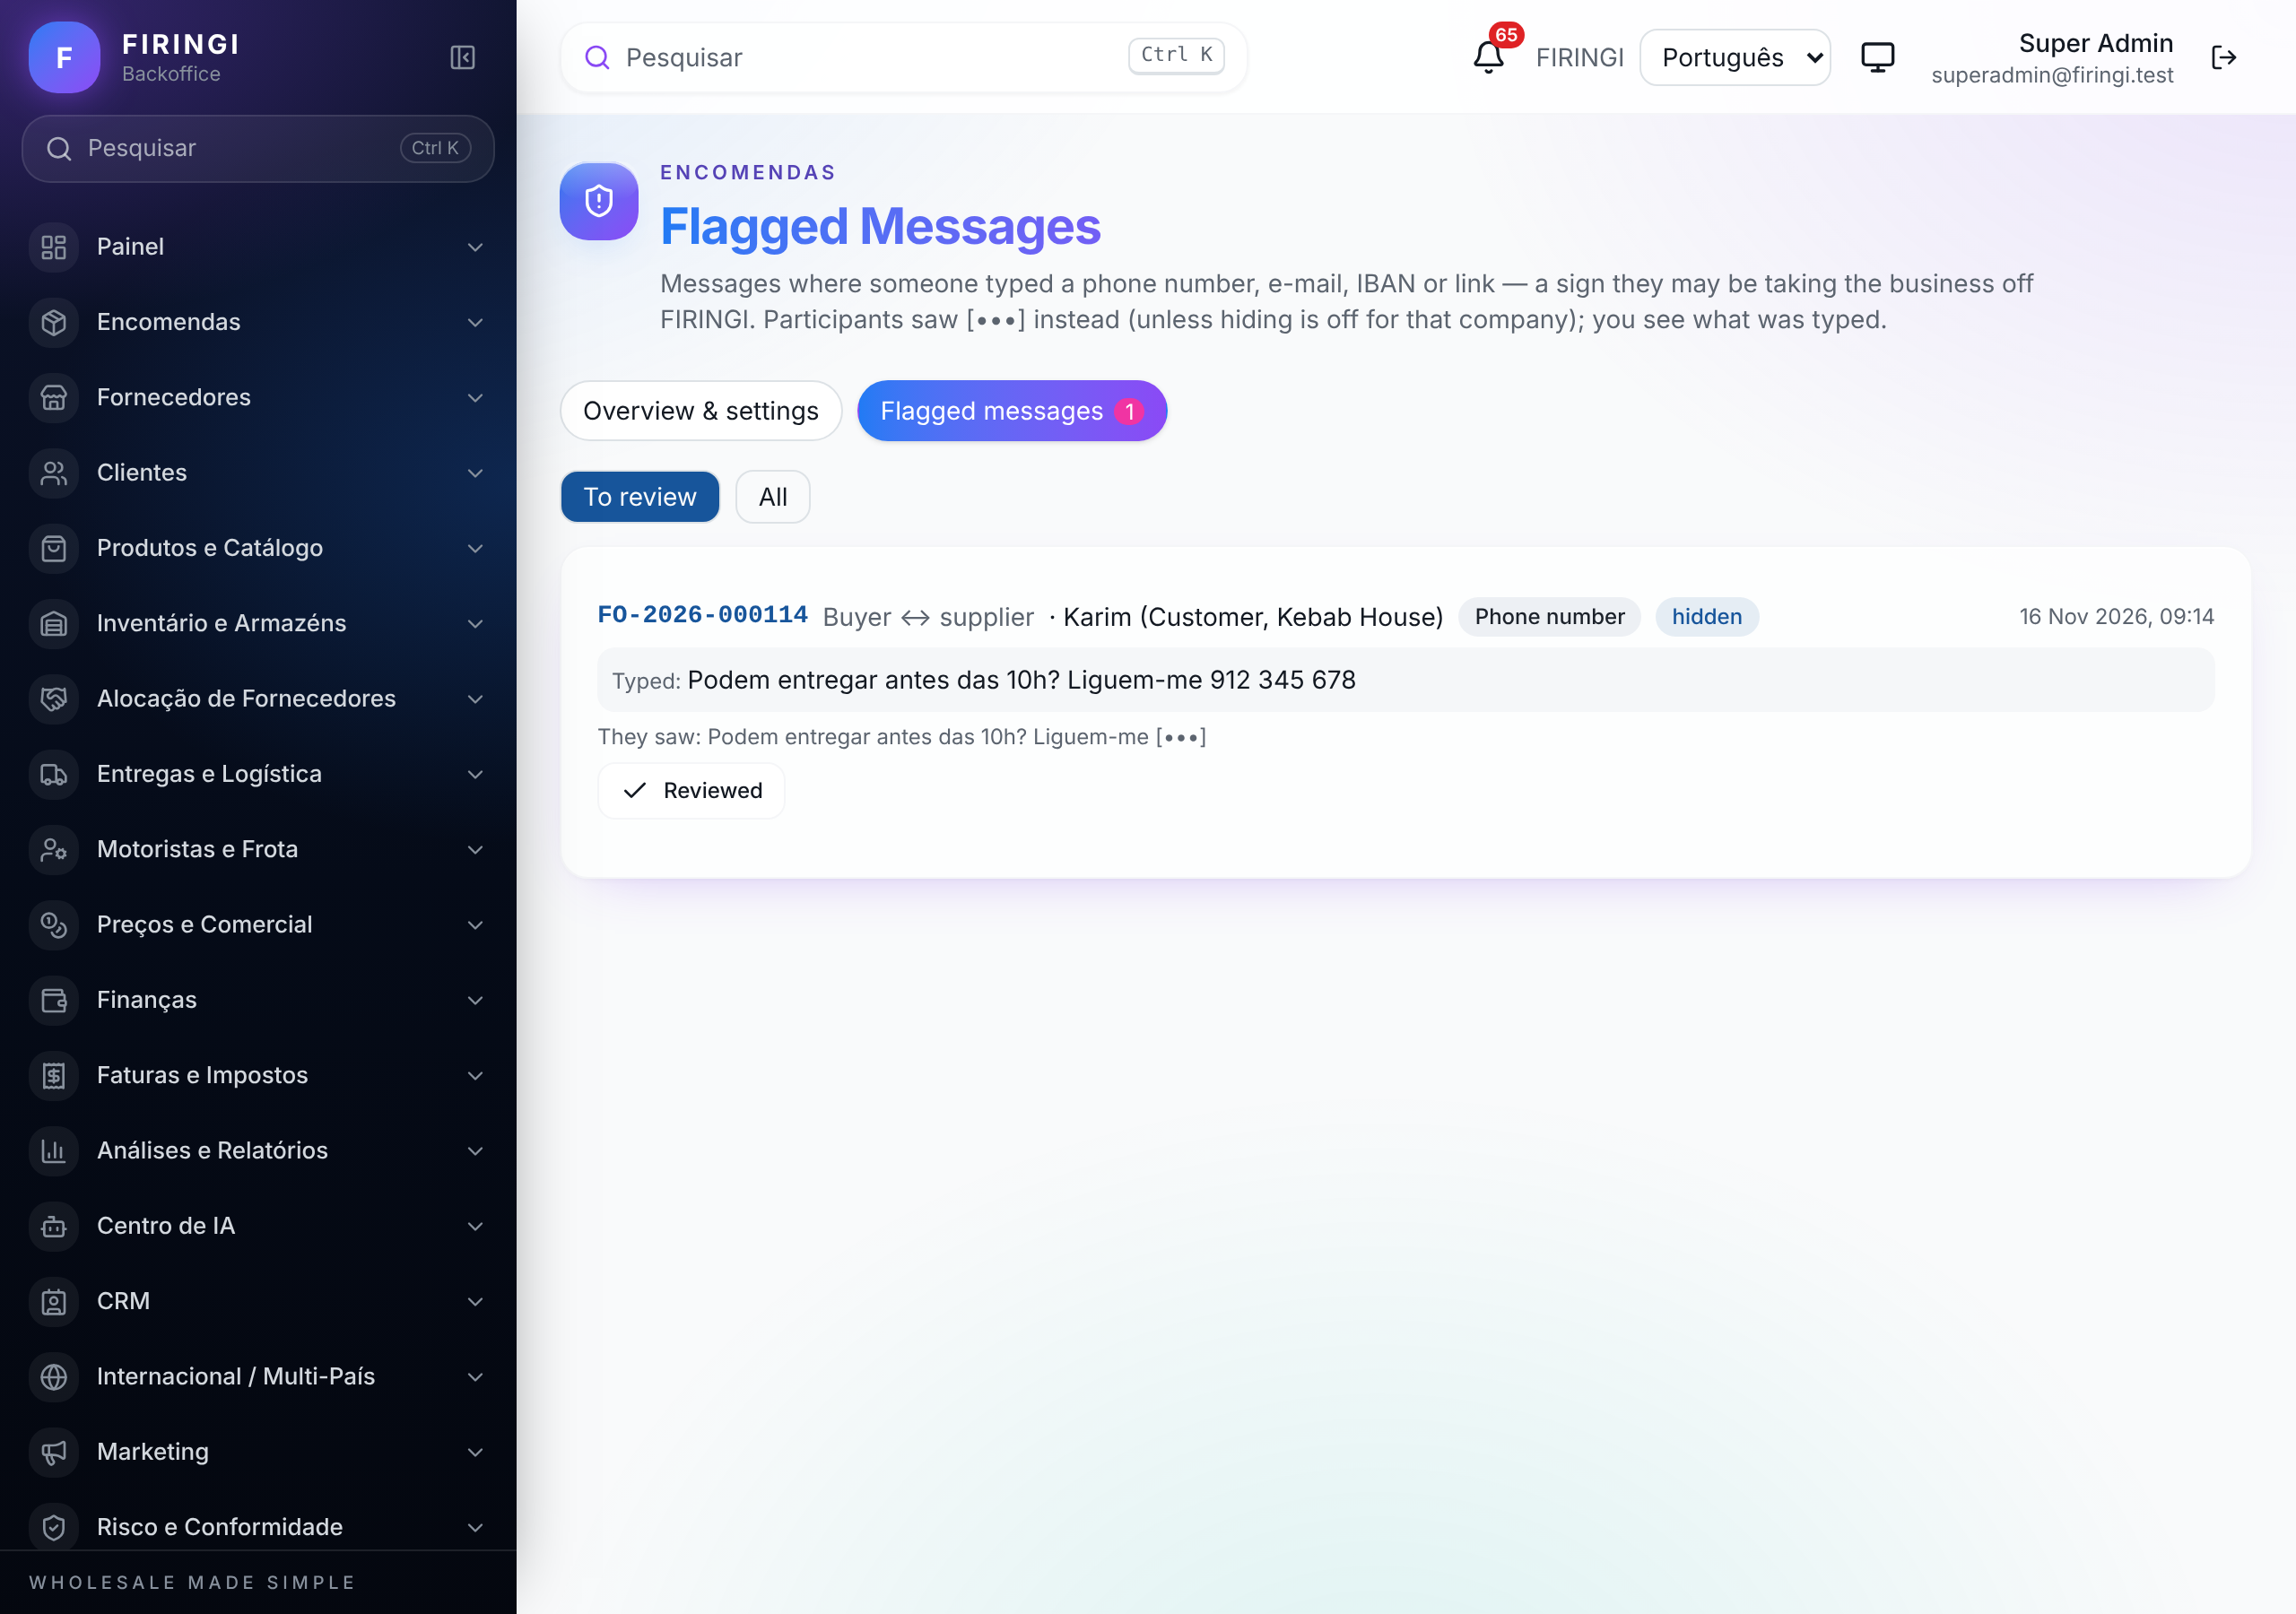 F
FIRINGI
Backoffice
Pesquisar
Ctrl K
Painel
Encomendas
Fornecedores
Clientes
Produtos e Catálogo
Inventário e Armazéns
Alocação de Fornecedores
Entregas e Logística
Motoristas e Frota
Preços e Comercial
Finanças
Faturas e Impostos
Análises e Relatórios
Centro de IA
CRM
Internacional / Multi-País
Marketing
Risco e Conformidade
WHOLESALE MADE SIMPLE
Pesquisar Ctrl K
65
FIRINGI
Português
Super Admin
superadmin@firingi.test
ENCOMENDAS
Flagged Messages
Messages where someone typed a phone number, e-mail, IBAN or link — a sign they may be taking the business off
FIRINGI. Participants saw [•••] instead (unless hiding is off for that company); you see what was typed.
Overview & settings
Flagged messages 1
To review
All
FO-2026-000114 Buyer ↔ supplier · Karim (Customer, Kebab House) Phone number hidden 16 Nov 2026, 09:14
Typed: Podem entregar antes das 10h? Liguem-me 912 345 678
They saw: Podem entregar antes das 10h? Liguem-me [•••]
Reviewed